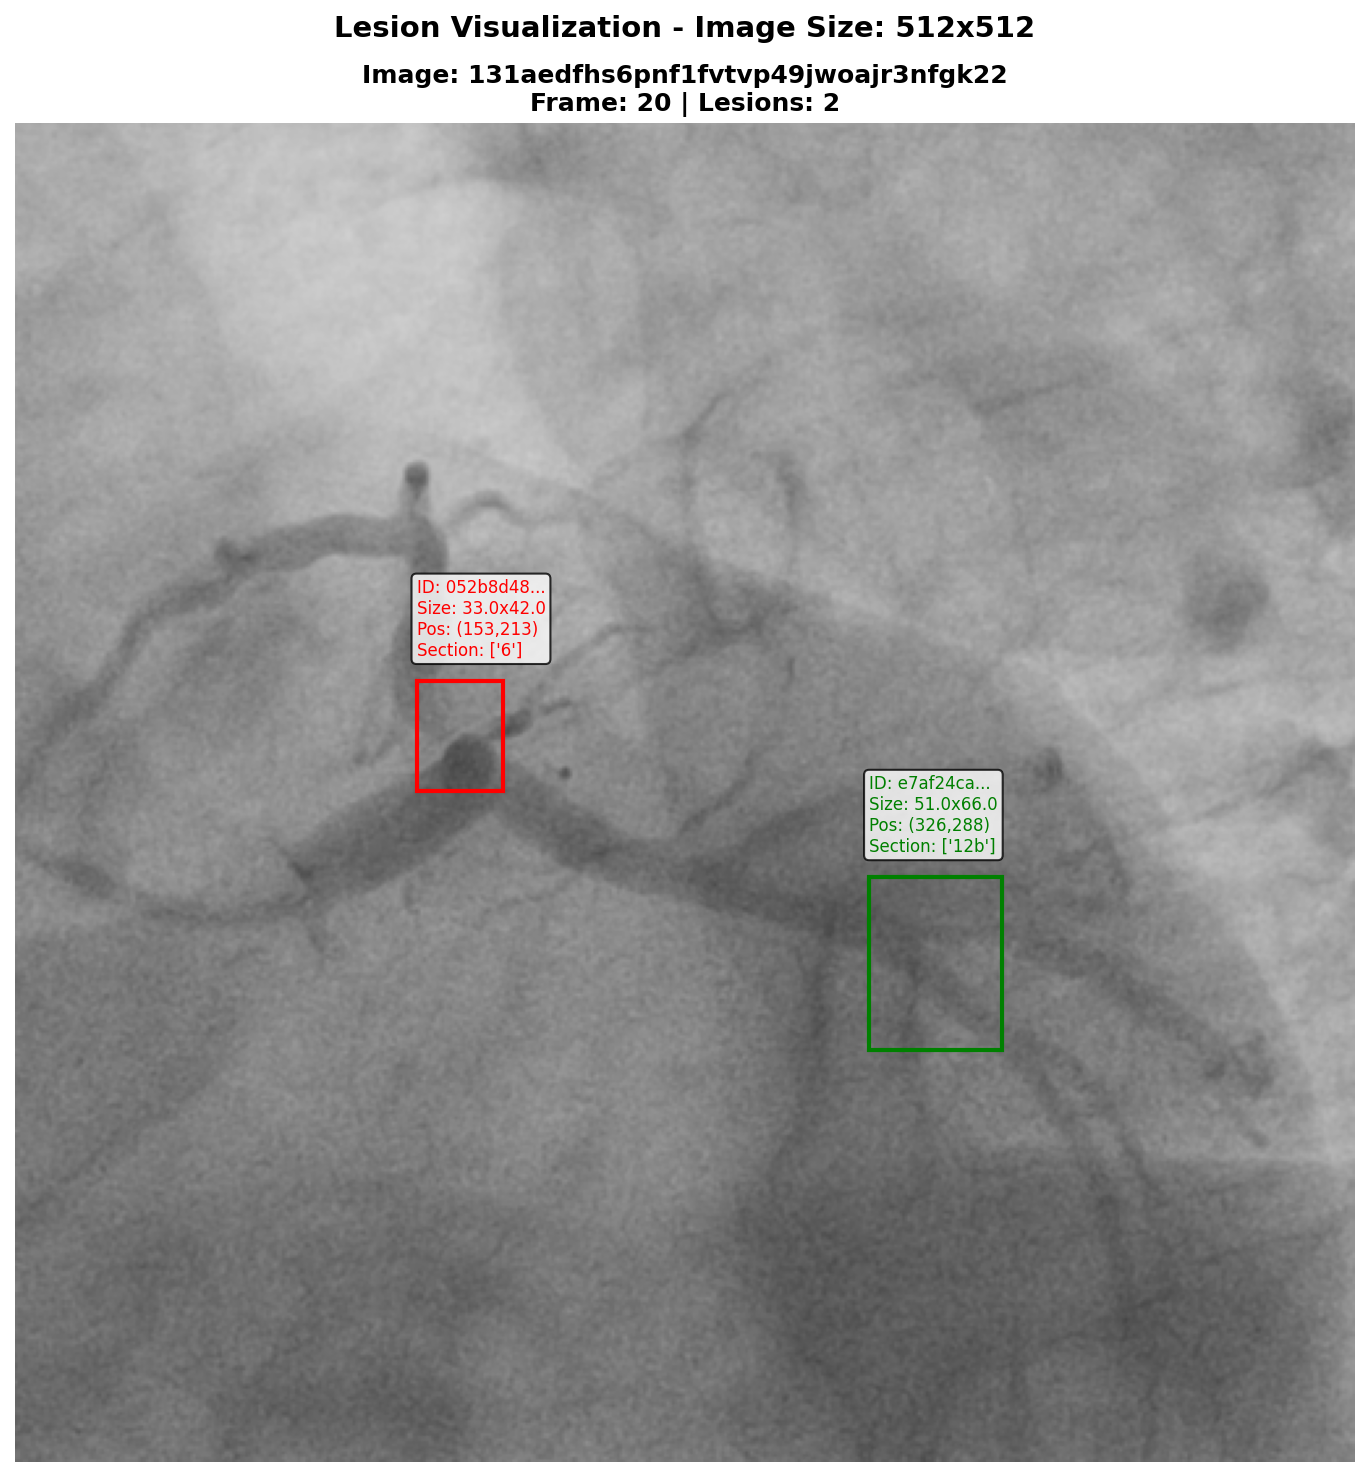 Lesion Visualization - Image Size: 512x512
Image: 131aedfhs6pnf1fvtvp49jwoajr3nfgk22
Frame: 20 | Lesions: 2
ID: 052b8d48...
Size: 33.0x42.0
Pos: (153,213)
Section: ['6']
ID: e7af24ca...
Size: 51.0x66.0
Pos: (326,288)
Section: ['12b']